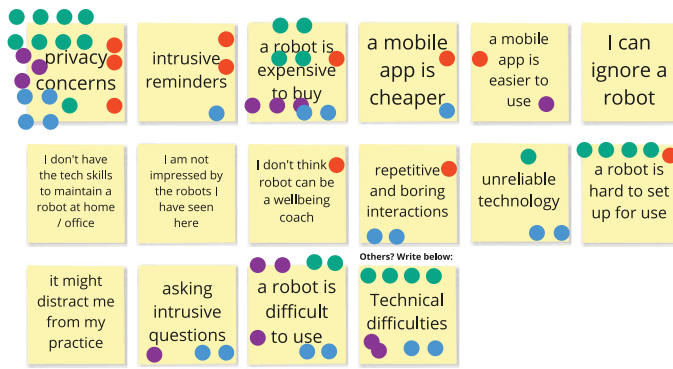 privacy
concerns
intrusive
reminders
a robot is
expensive
to buy
a mobile
app is
cheaper
a mobile
app is
easier to
use
I can
ignore a
robot
I don't have
the tech skills
to maintain a
robot at home
/ office
I am not
impressed by
the robots I
have seen
here
I don't think
robot can be
a wellbeing
coach
repetitive
and boring
interactions
unreliable
technology
a robot is
hard to set
up for use
it might
distract me
from my
practice
asking
intrusive
questions
a robot is
difficult
to use
Others? Write below:
Technical
difficulties